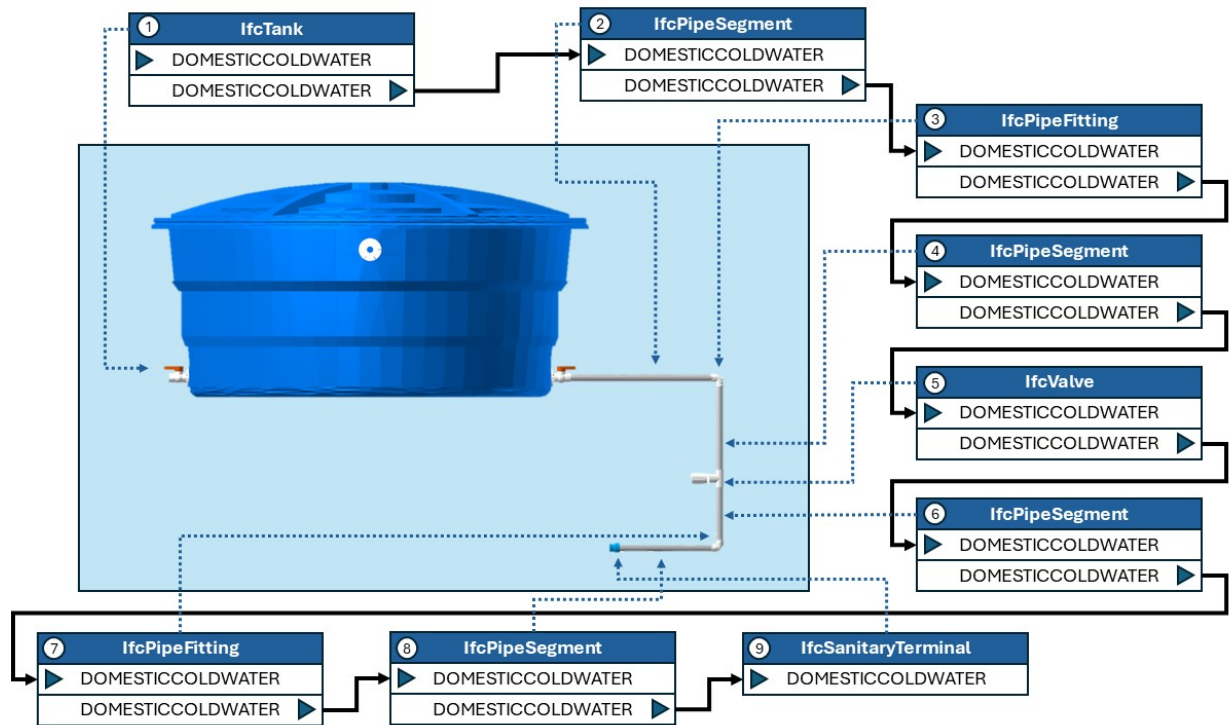 1 IfcTank
DOMESTICCOLDWATER
DOMESTICCOLDWATER
2 IfcPipeSegment
DOMESTICCOLDWATER
DOMESTICCOLDWATER
3 IfcPipeFitting
DOMESTICCOLDWATER
DOMESTICCOLDWATER
4 IfcPipeSegment
DOMESTICCOLDWATER
DOMESTICCOLDWATER
5 IfcValve
DOMESTICCOLDWATER
DOMESTICCOLDWATER
6 IfcPipeSegment
DOMESTICCOLDWATER
DOMESTICCOLDWATER
7 IfcPipeFitting
DOMESTICCOLDWATER
DOMESTICCOLDWATER
8 IfcPipeSegment
DOMESTICCOLDWATER
DOMESTICCOLDWATER
9 IfcSanitaryTerminal
DOMESTICCOLDWATER